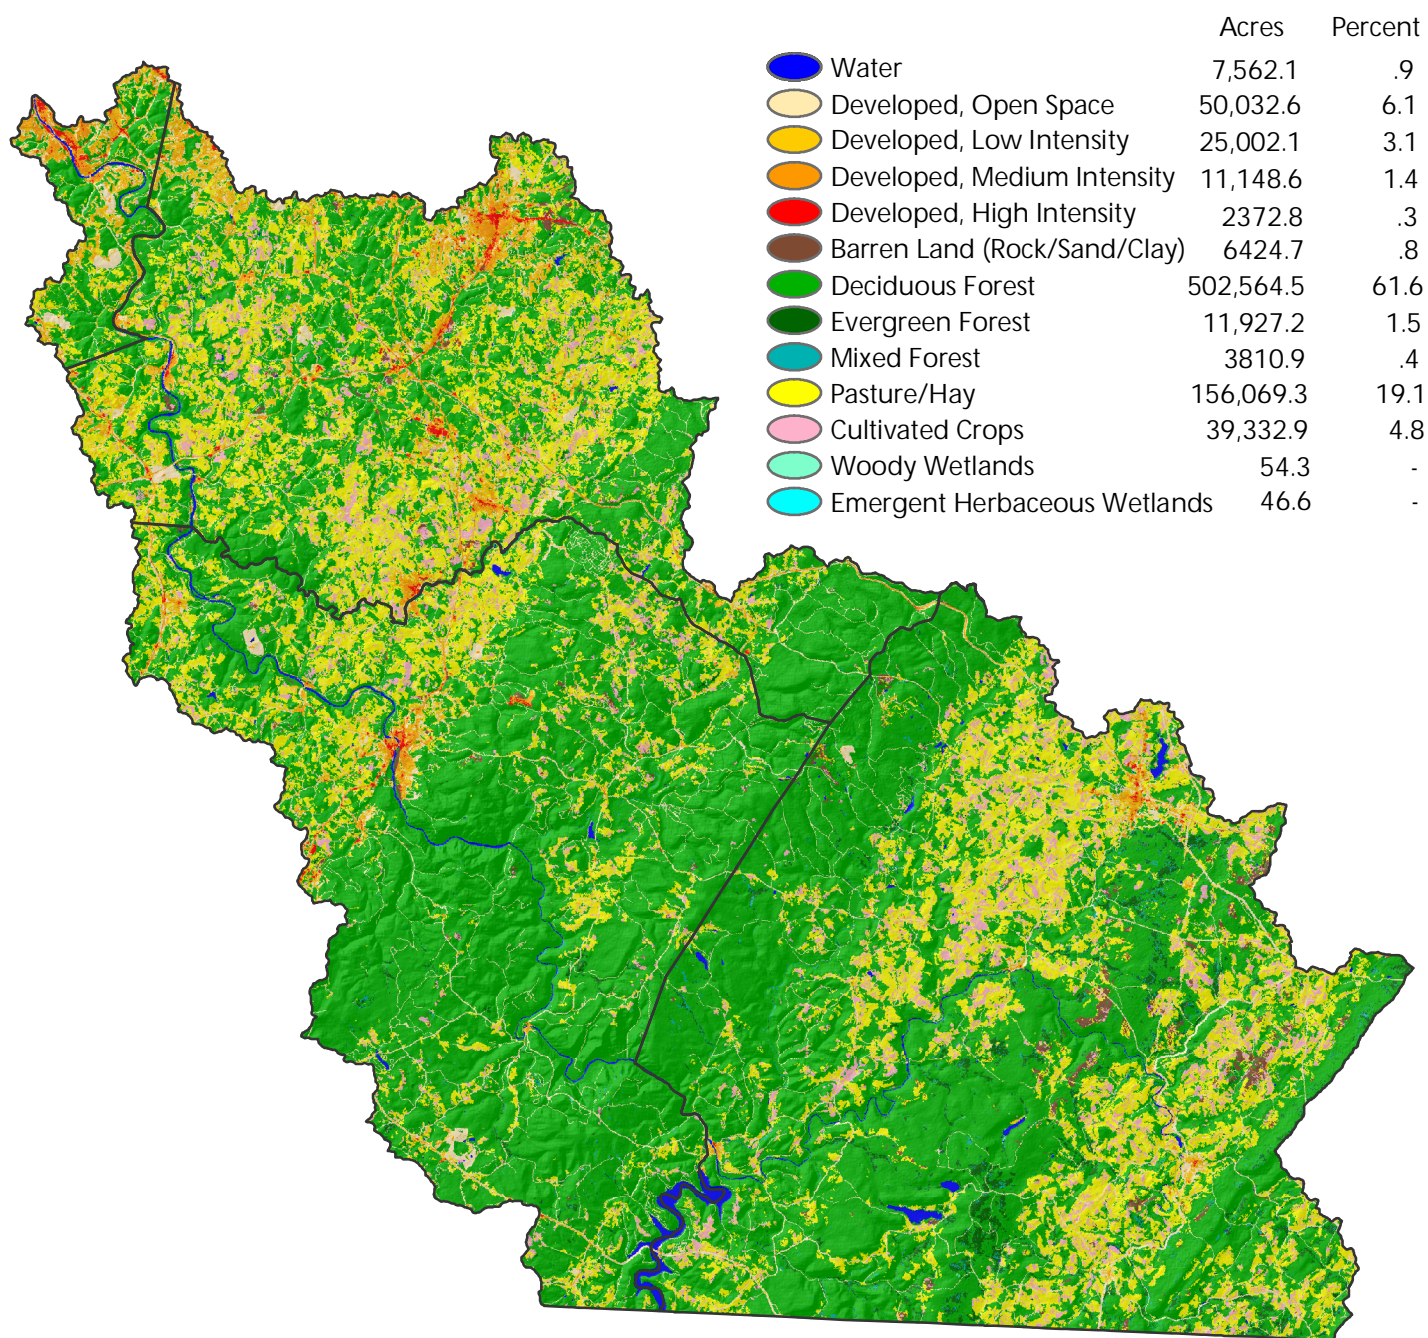 Acres Percent
Water 7,562.1 .9
Developed, Open Space 50,032.6 6.1
Developed, Low Intensity 25,002.1 3.1
Developed, Medium Intensity 11,148.6 1.4
Developed, High Intensity 2372.8 .3
Barren Land (Rock/Sand/Clay) 6424.7 .8
Deciduous Forest 502,564.5 61.6
Evergreen Forest 11,927.2 1.5
Mixed Forest 3810.9 .4
Pasture/Hay 156,069.3 19.1
Cultivated Crops 39,332.9 4.8
Woody Wetlands 54.3 -
Emergent Herbaceous Wetlands 46.6 -